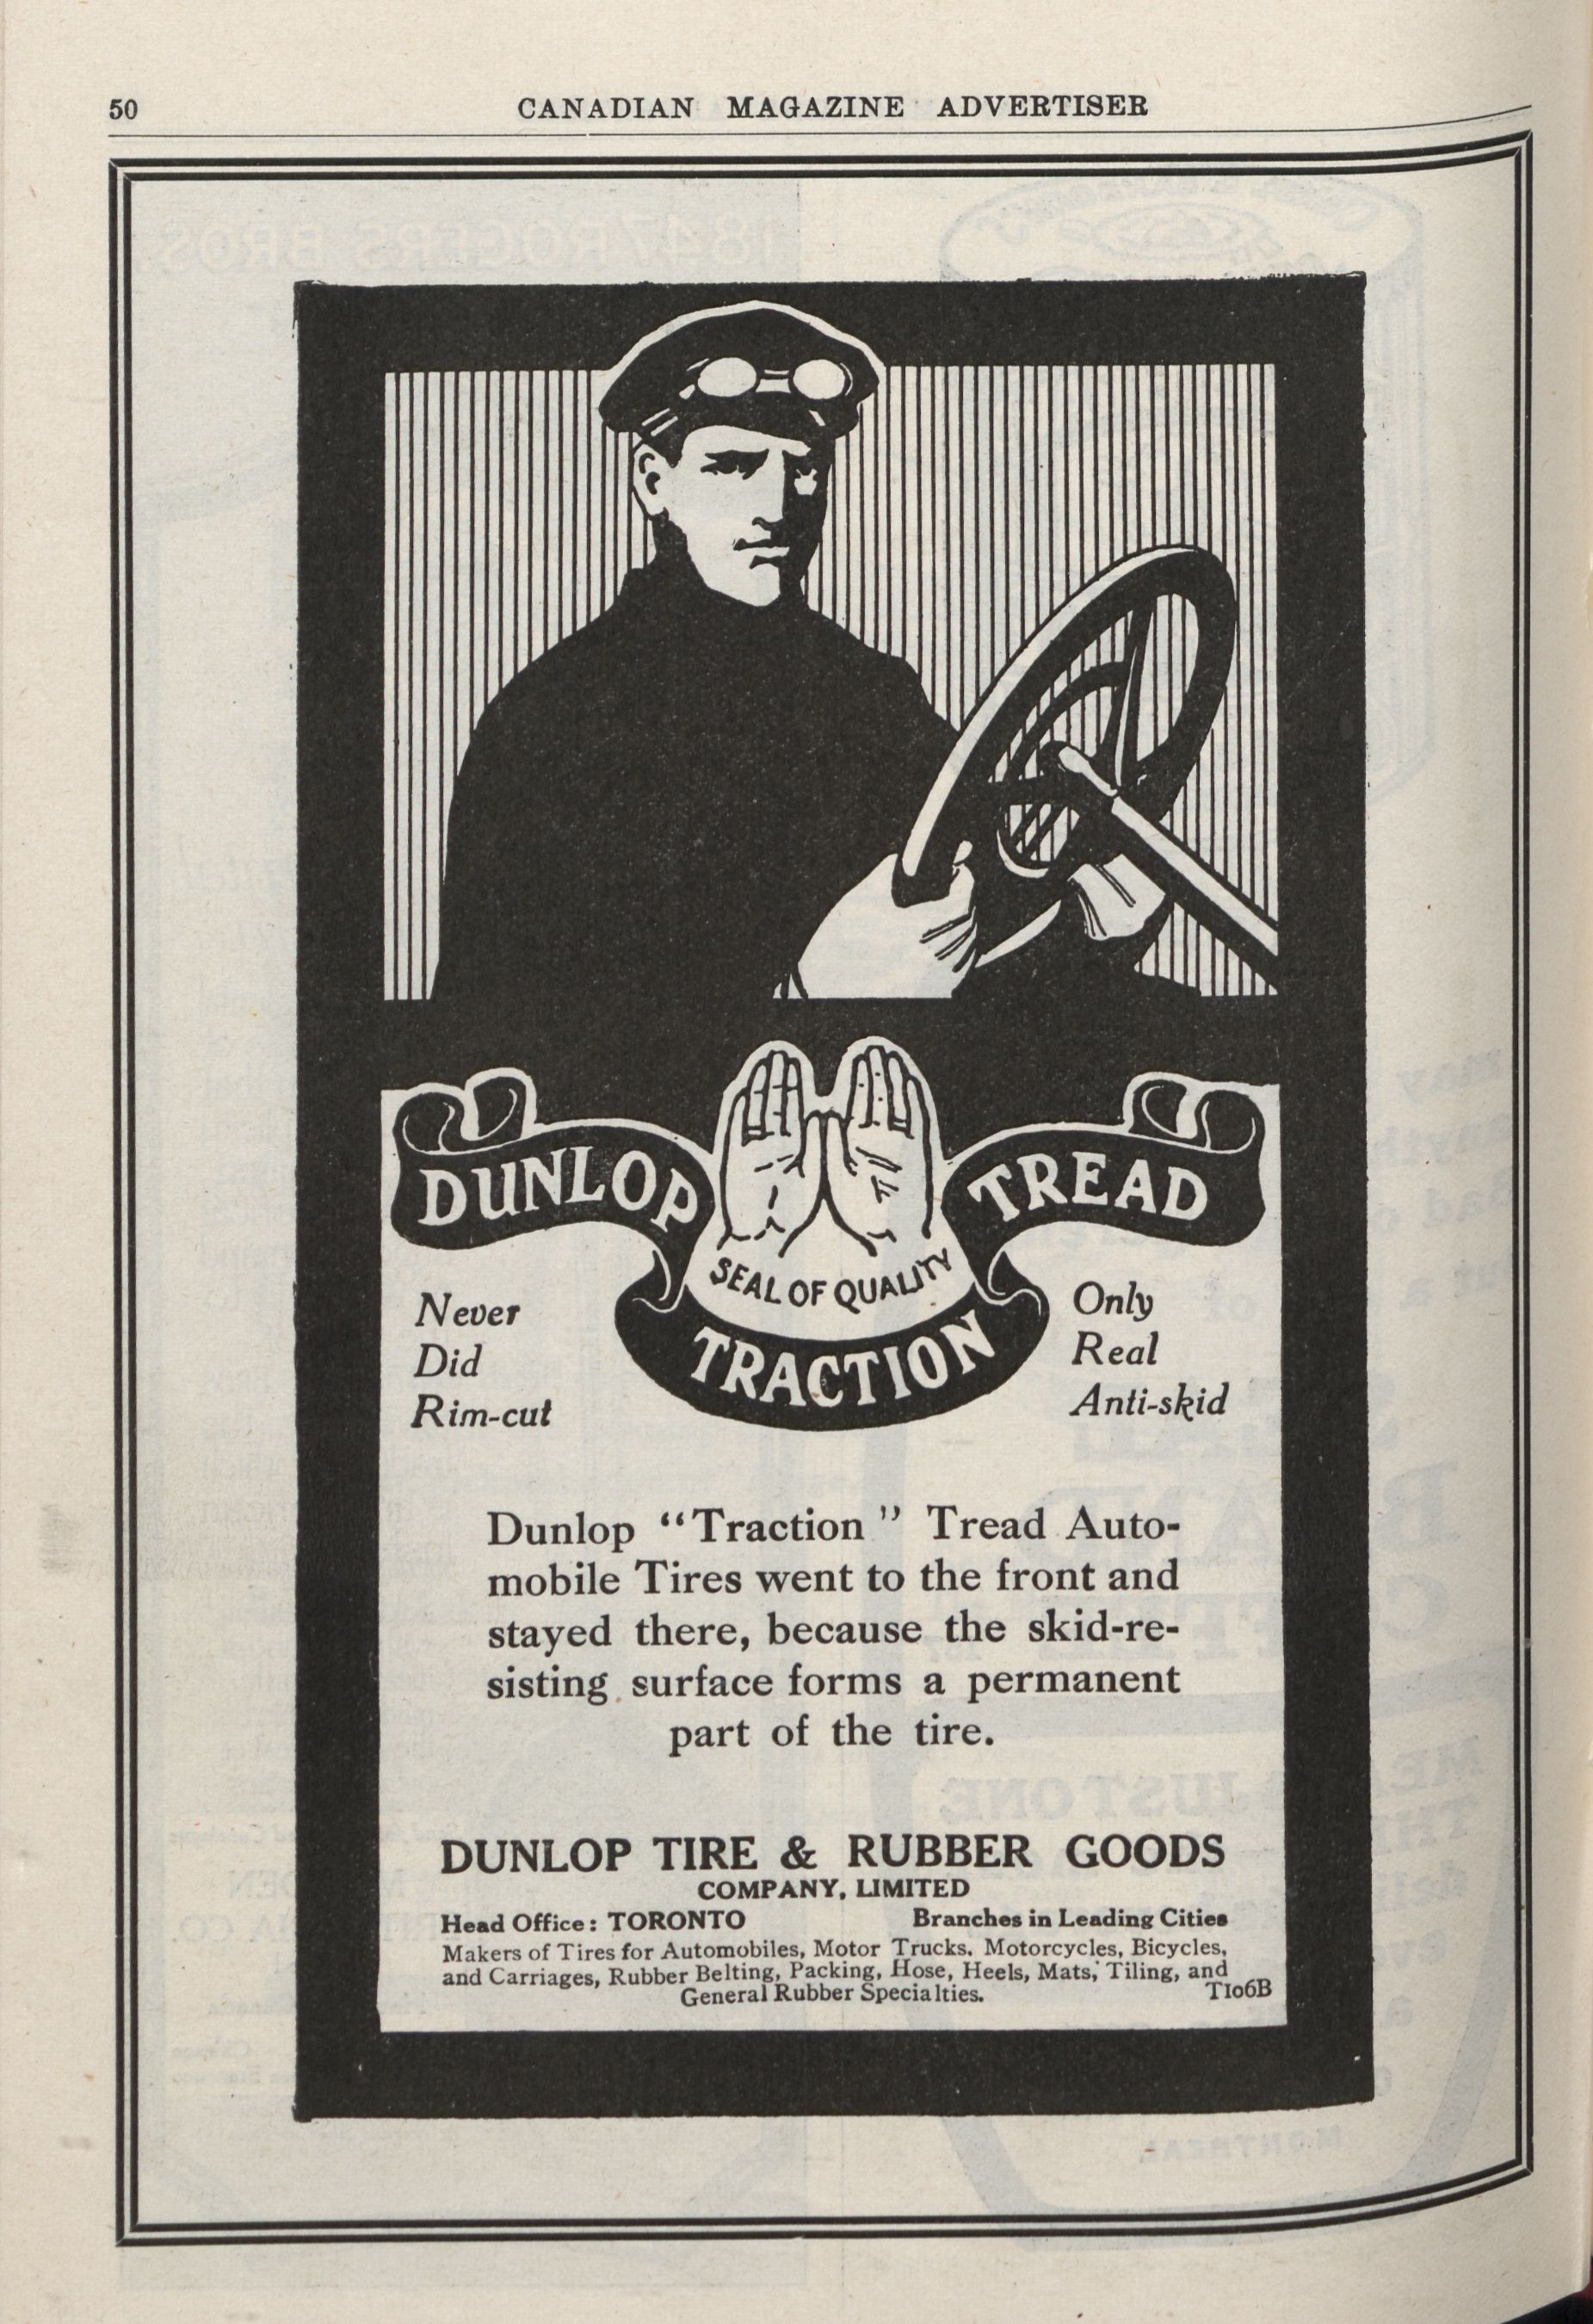 50
CANADIAN MAGAZINE ADVERTISER
DUNLOP
TREAD
SEAL OF QUALITY
TRACTION
Never
Did
Rim-cut
Only
Real
Anti-skid
Dunlop “Traction” Tread Auto-
mobile Tires went to the front and
stayed there, because the skid-re-
sisting surface forms a permanent
part of the tire.
DUNLOP TIRE & RUBBER GOODS
COMPANY, LIMITED
Head Office: TORONTO Branches in Leading Cities
Makers of Tires for Automobiles, Motor Trucks. Motorcycles, Bicycles,
and Carriages, Rubber Belting, Packing, Hose, Heels, Mats, Tiling, and
General Rubber Specialties. T106B